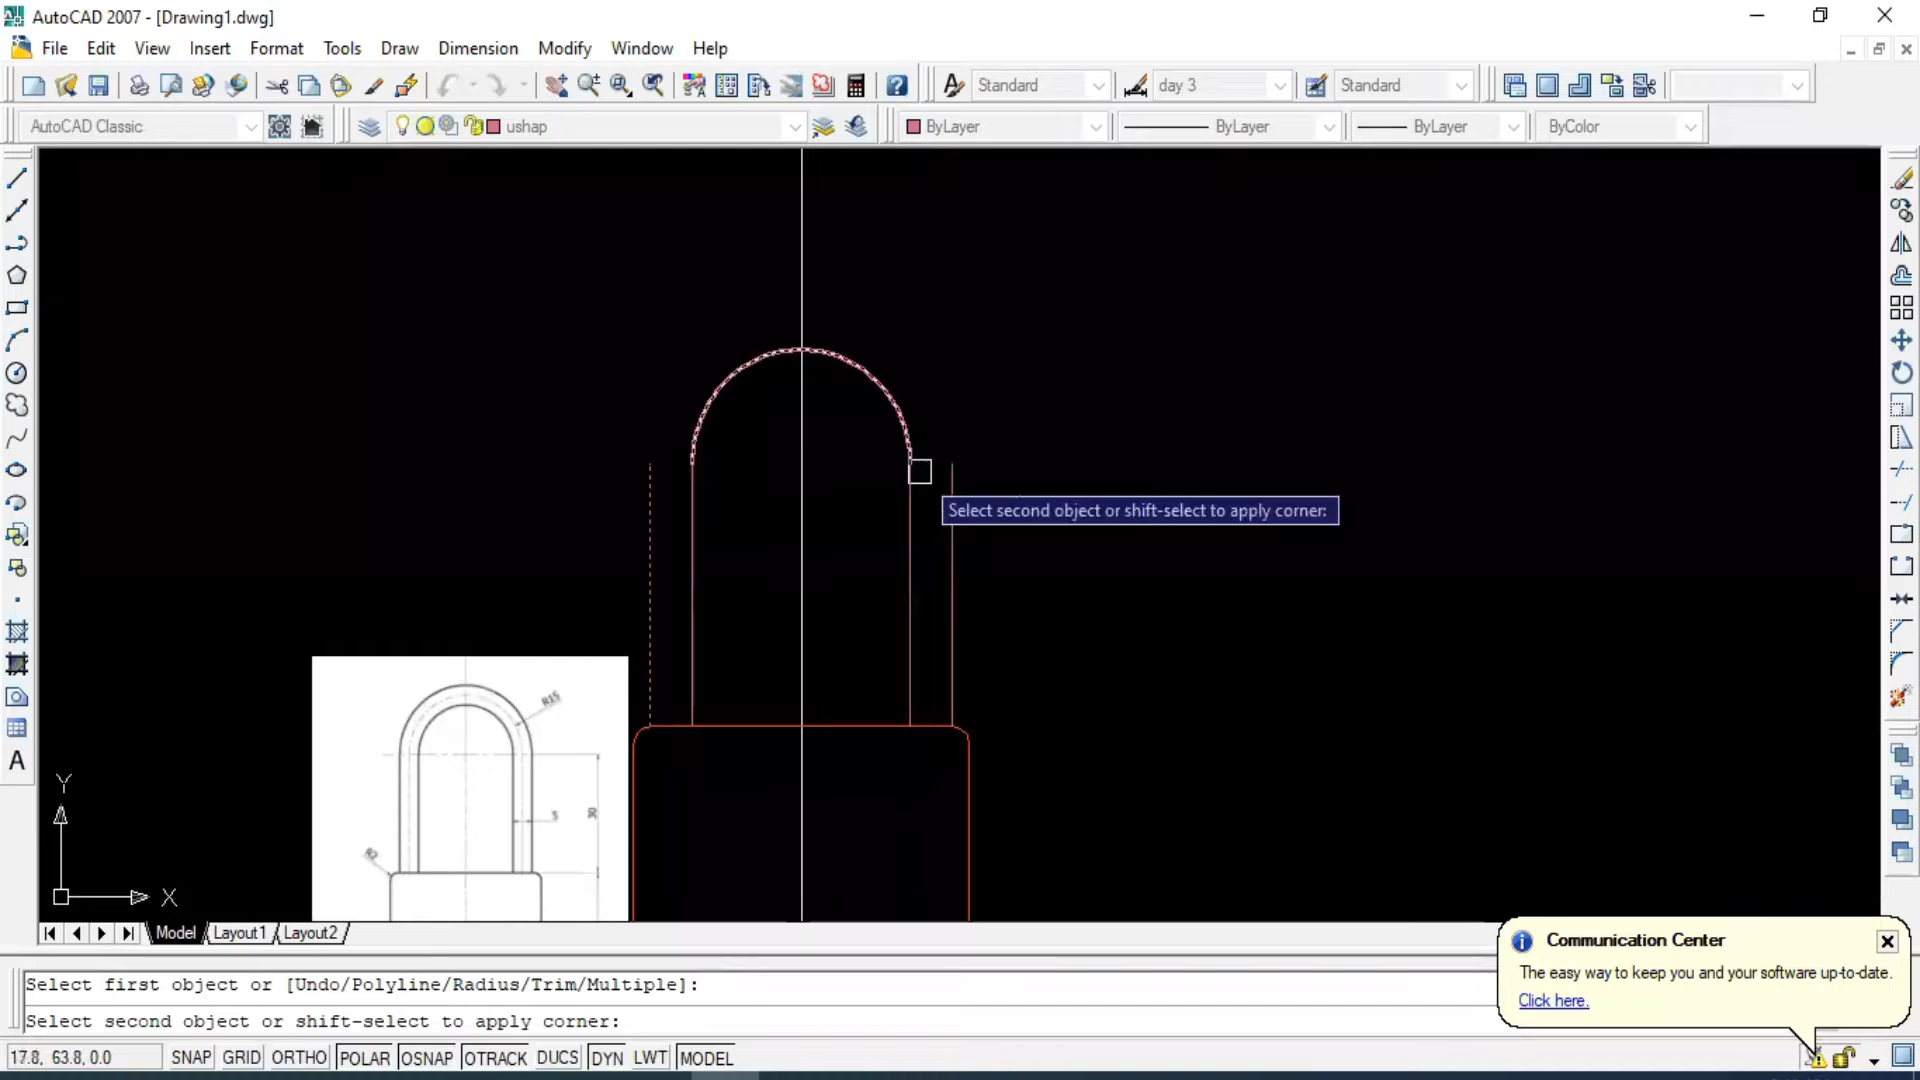 AutoCAD 2007 - [Drawing1.dwg]
File Edit View Insert Format Tools Draw Dimension Modify Window Help
Standard day 3 Standard
AutoCAD Classic ushap ByLayer ByLayer ByLayer ByColor
Select second object or shift-select to apply corner:
R15
5
30
Y
X
A
Model Layout1 Layout2
Communication Center
The easy way to keep you and your software up-to-date.
Click here.
Select first object or [Undo/Polyline/Radius/Trim/Multiple]:
Select second object or shift-select to apply corner:
17.8, 63.8, 0.0 SNAP GRID ORTHO POLAR OSNAP OTRACK DUCS DYN LWT MODEL